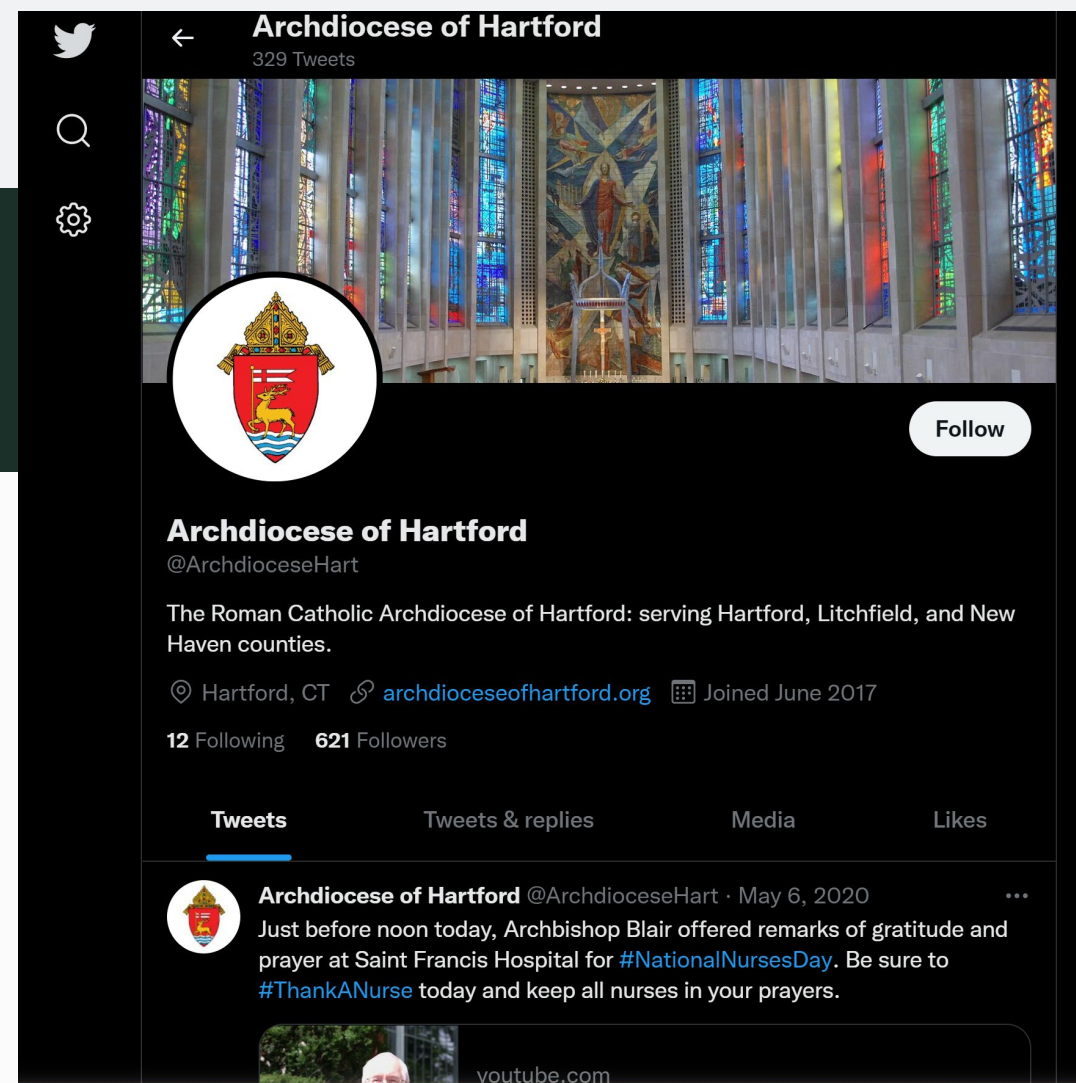 Archdiocese of Hartford
329 Tweets
Follow
Archdiocese of Hartford
@ArchdioceseHart
The Roman Catholic Archdiocese of Hartford: serving Hartford, Litchfield, and New
Haven counties.
Hartford, CT archdioceseofhartford.org Joined June 2017
12 Following 621 Followers
Tweets Tweets & replies Media Likes
Archdiocese of Hartford @ArchdioceseHart · May 6, 2020
Just before noon today, Archbishop Blair offered remarks of gratitude and
prayer at Saint Francis Hospital for #NationalNursesDay. Be sure to
#ThankANurse today and keep all nurses in your prayers.
youtube.com